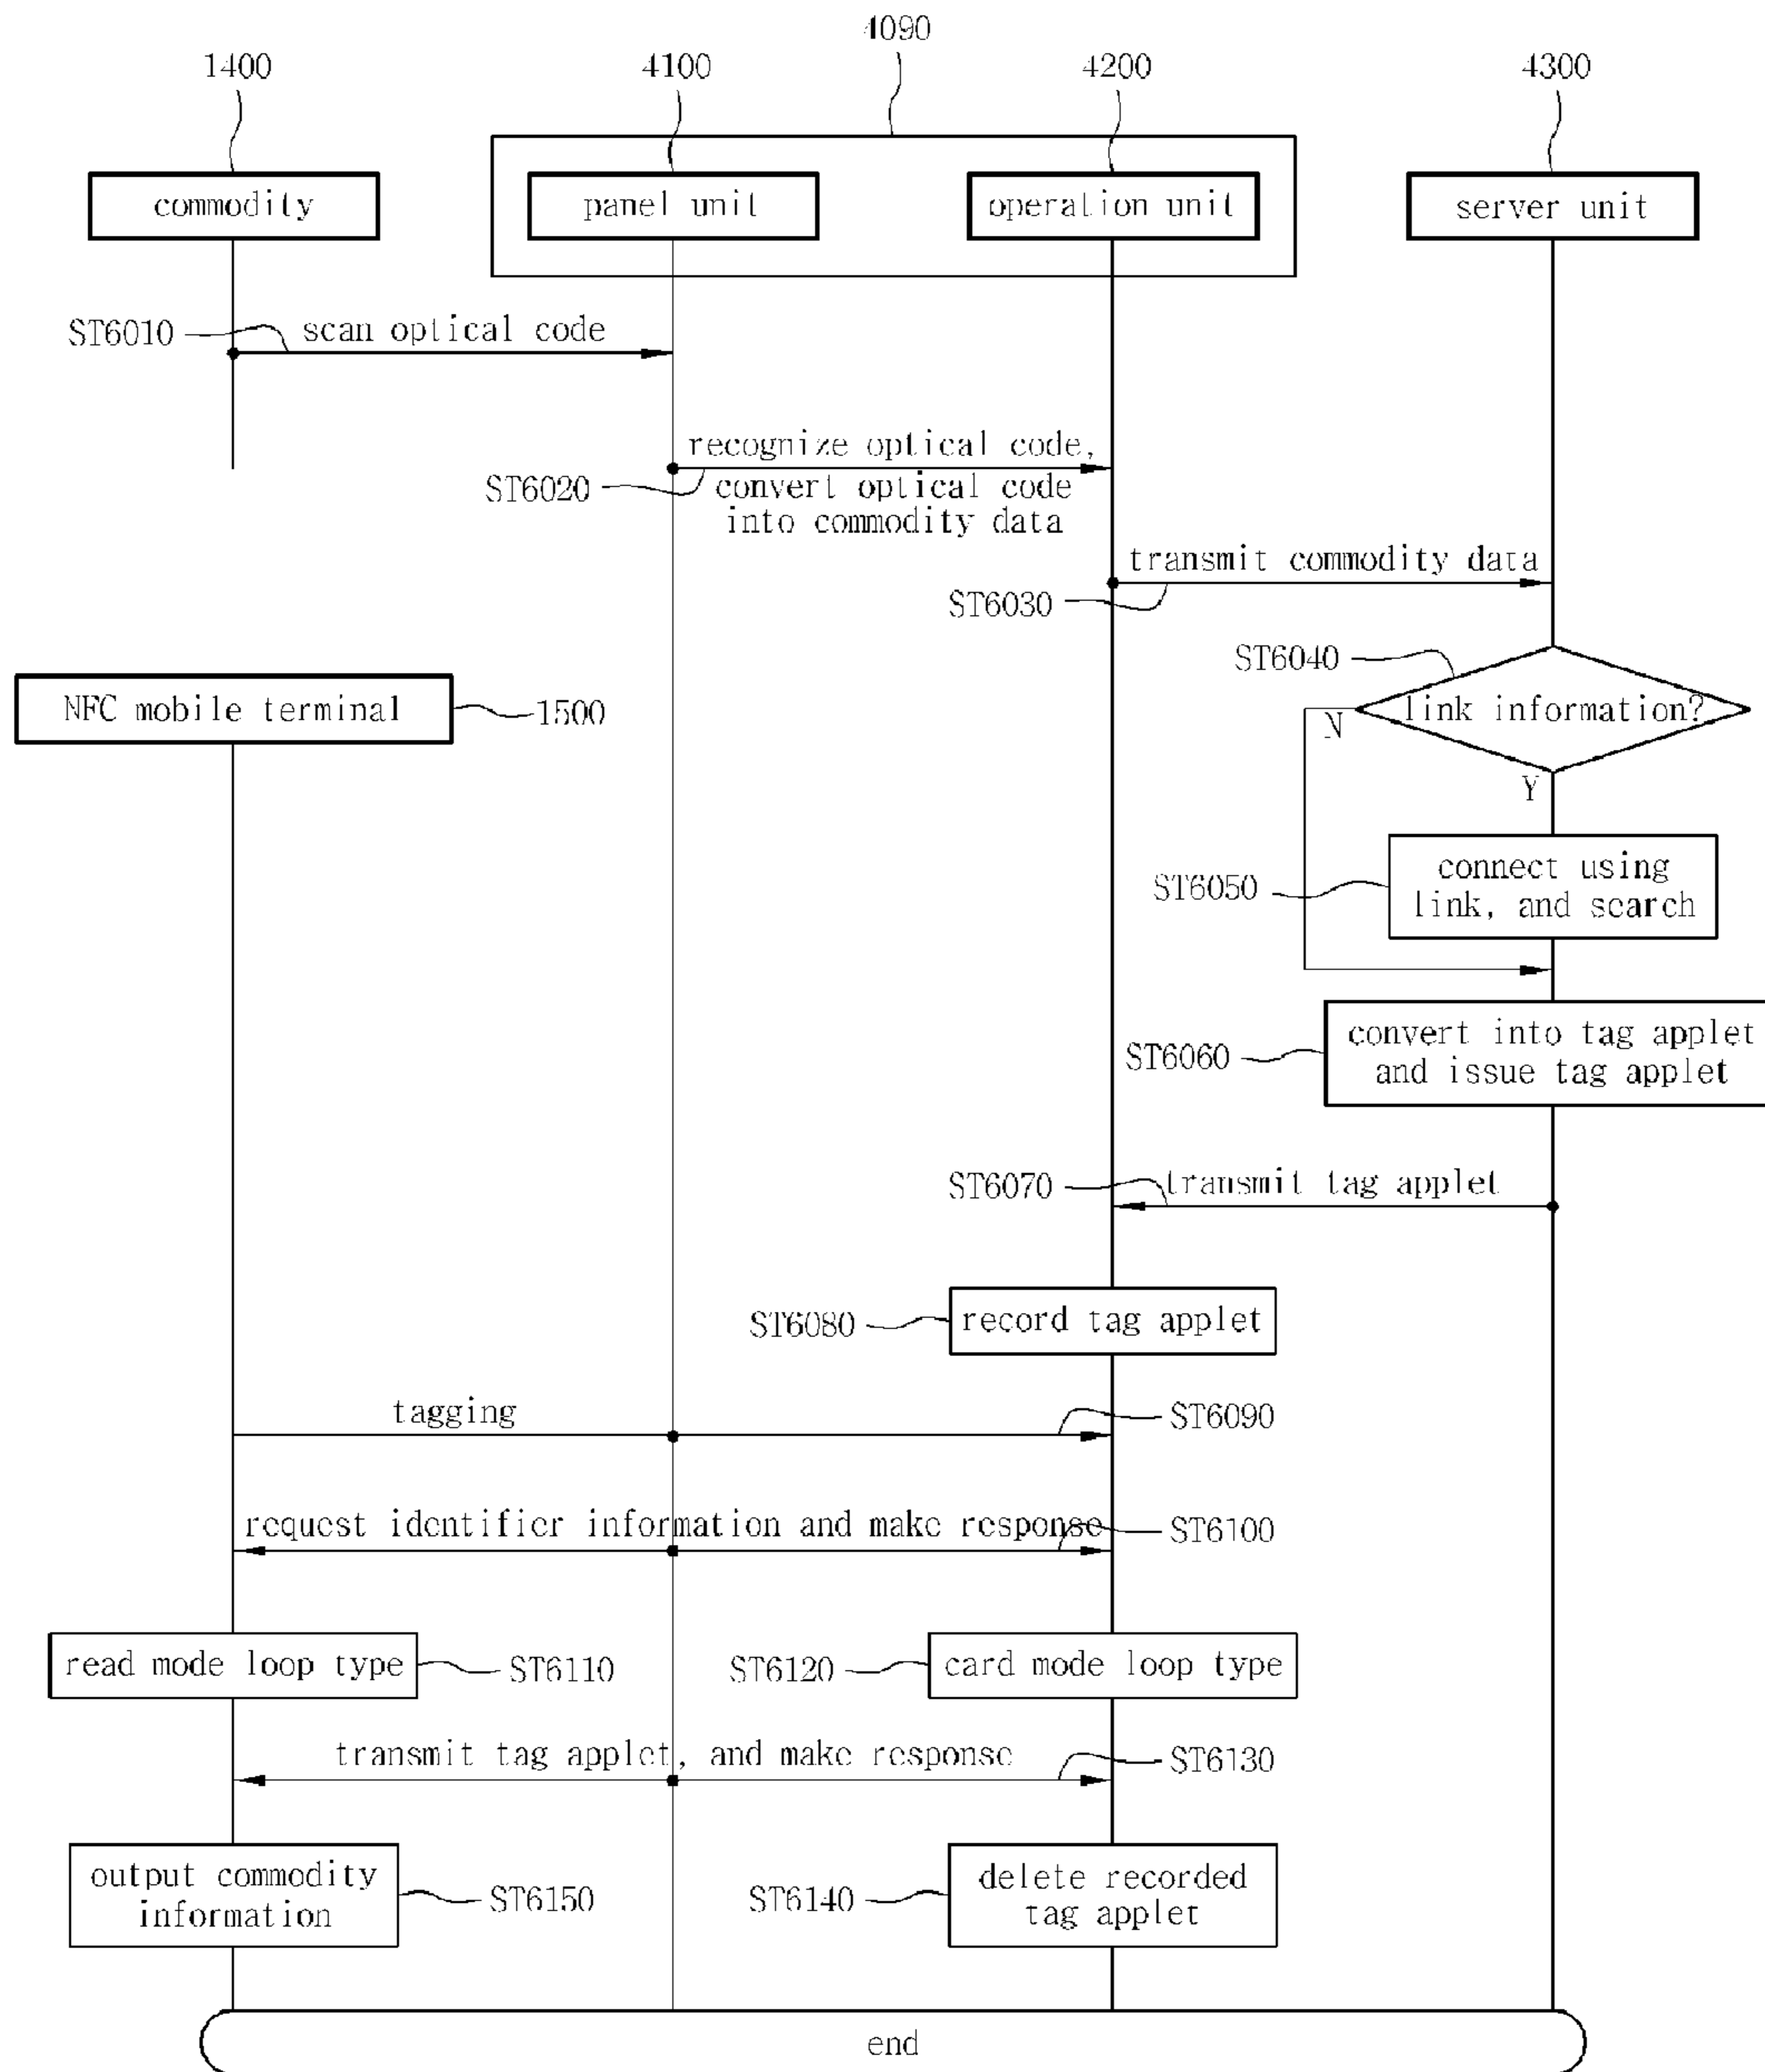 4090
1400
4100
4200
4300
commodity
panel unit
operation unit
server unit
ST6010
scan optical code
recognize optical code,
ST6020
convert optical code
into commodity data
transmit commodity data
ST6030
ST6040
link information?
NFC mobile terminal
1500
N
Y
ST6050
connect using
link, and search
ST6060
convert into tag applet
and issue tag applet
ST6070
transmit tag applet
ST6080
record tag applet
tagging
ST6090
request identifier information and make response
ST6100
read mode loop type
ST6110
ST6120
card mode loop type
transmit tag applet, and make response
ST6130
output commodity
information
ST6150
ST6140
delete recorded
tag applet
end